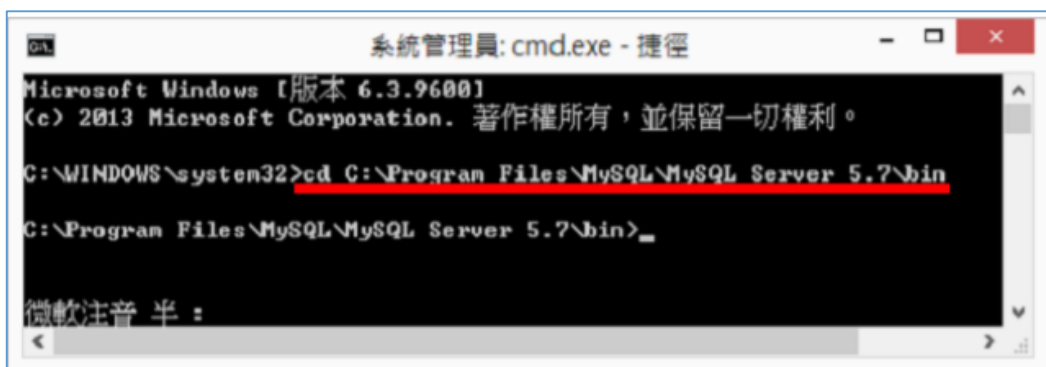 系統管理員: cmd.exe - 捷徑
Microsoft Windows [版本 6.3.9600]
(c) 2013 Microsoft Corporation. 著作權所有，並保留一切權利。
C:\WINDOWS\system32>cd C:\Program Files\MySQL\MySQL Server 5.7\bin
C:\Program Files\MySQL\MySQL Server 5.7\bin>_
微軟注音 半 :